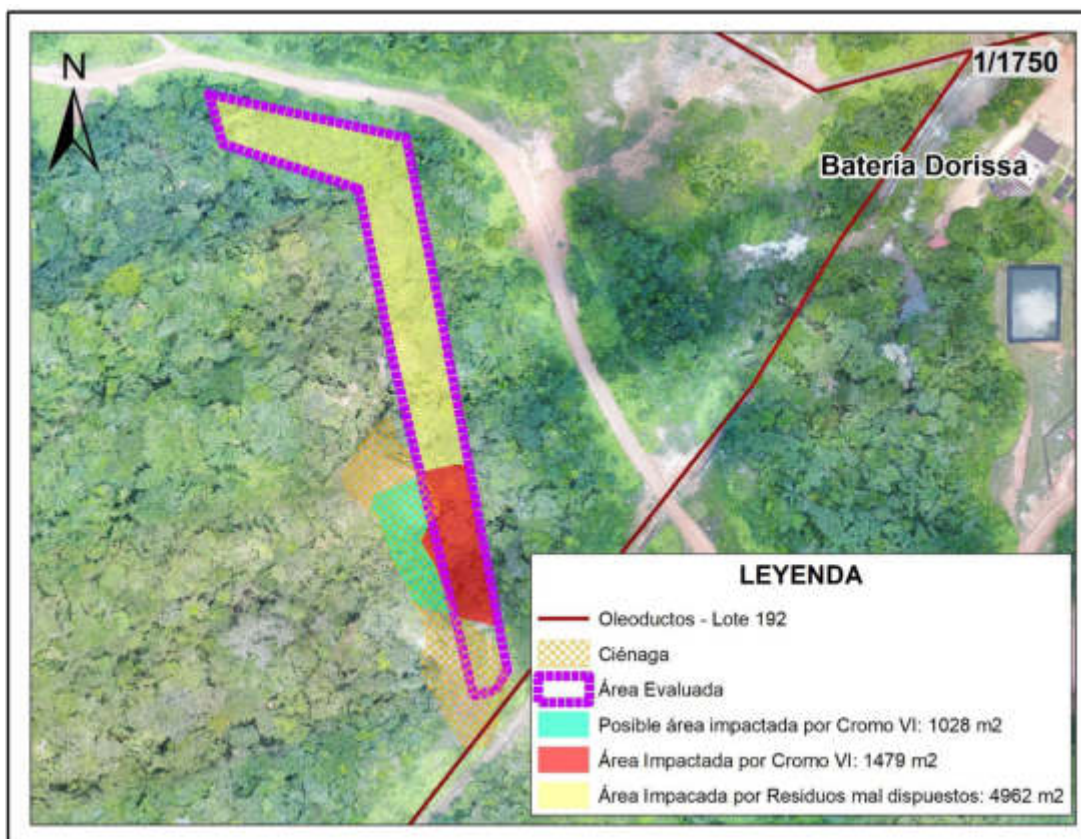 N
1/1750
Batería Dorissa
LEYENDA
Oleoductos - Lote 192
Ciénaga
Área Evaluada
Posible área impactada por Cromo VI: 1028 m2
Área Impactada por Cromo VI: 1479 m2
Área Impacada por Residuos mal dispuestos: 4962 m2